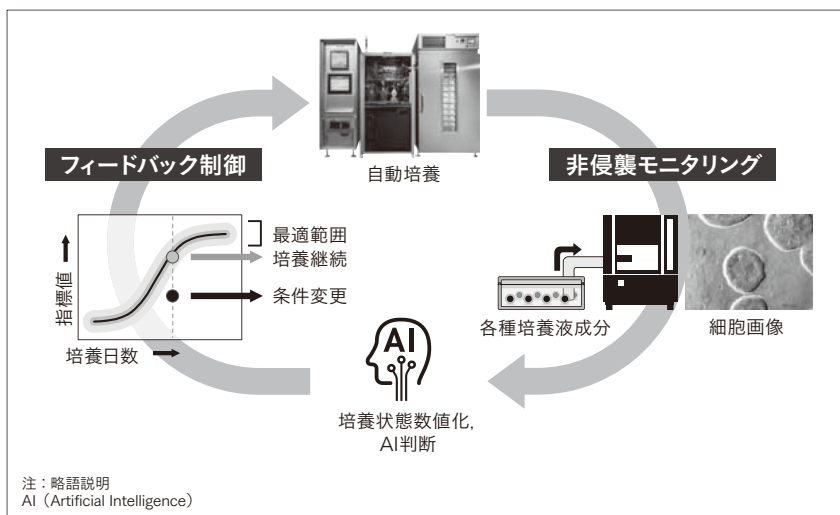 自動培養
フィードバック制御
非侵襲モニタリング
指標値
培養日数
最適範囲
培養継続
条件変更
各種培養液成分
細胞画像
AI
培養状態数値化,
AI判断
注：略語説明
AI（Artificial Intelligence）